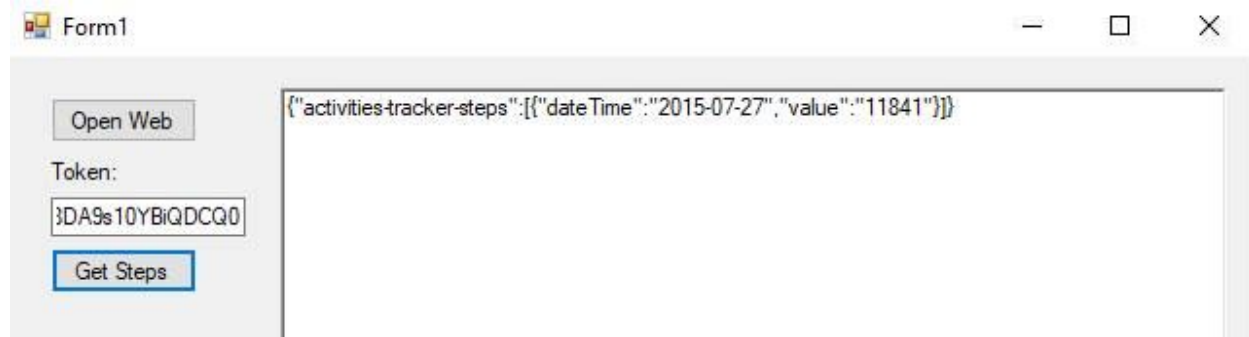 Form1
Open Web
{"activities-tracker-steps":[{"dateTime":"2015-07-27","value":"11841"}]}
Token:
3DA9s10YBiQDCQ0
Get Steps